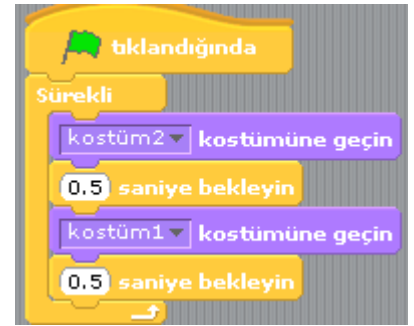 tıklandığında
Sürekli
kostüm2 kostümüne geçin
0.5 saniye bekleyin
kostüm1 kostümüne geçin
0.5 saniye bekleyin